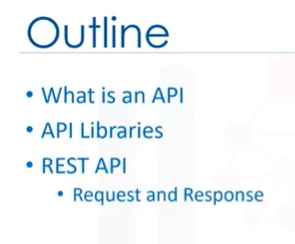 Outline
• What is an API
• API Libraries
• REST API
• Request and Response